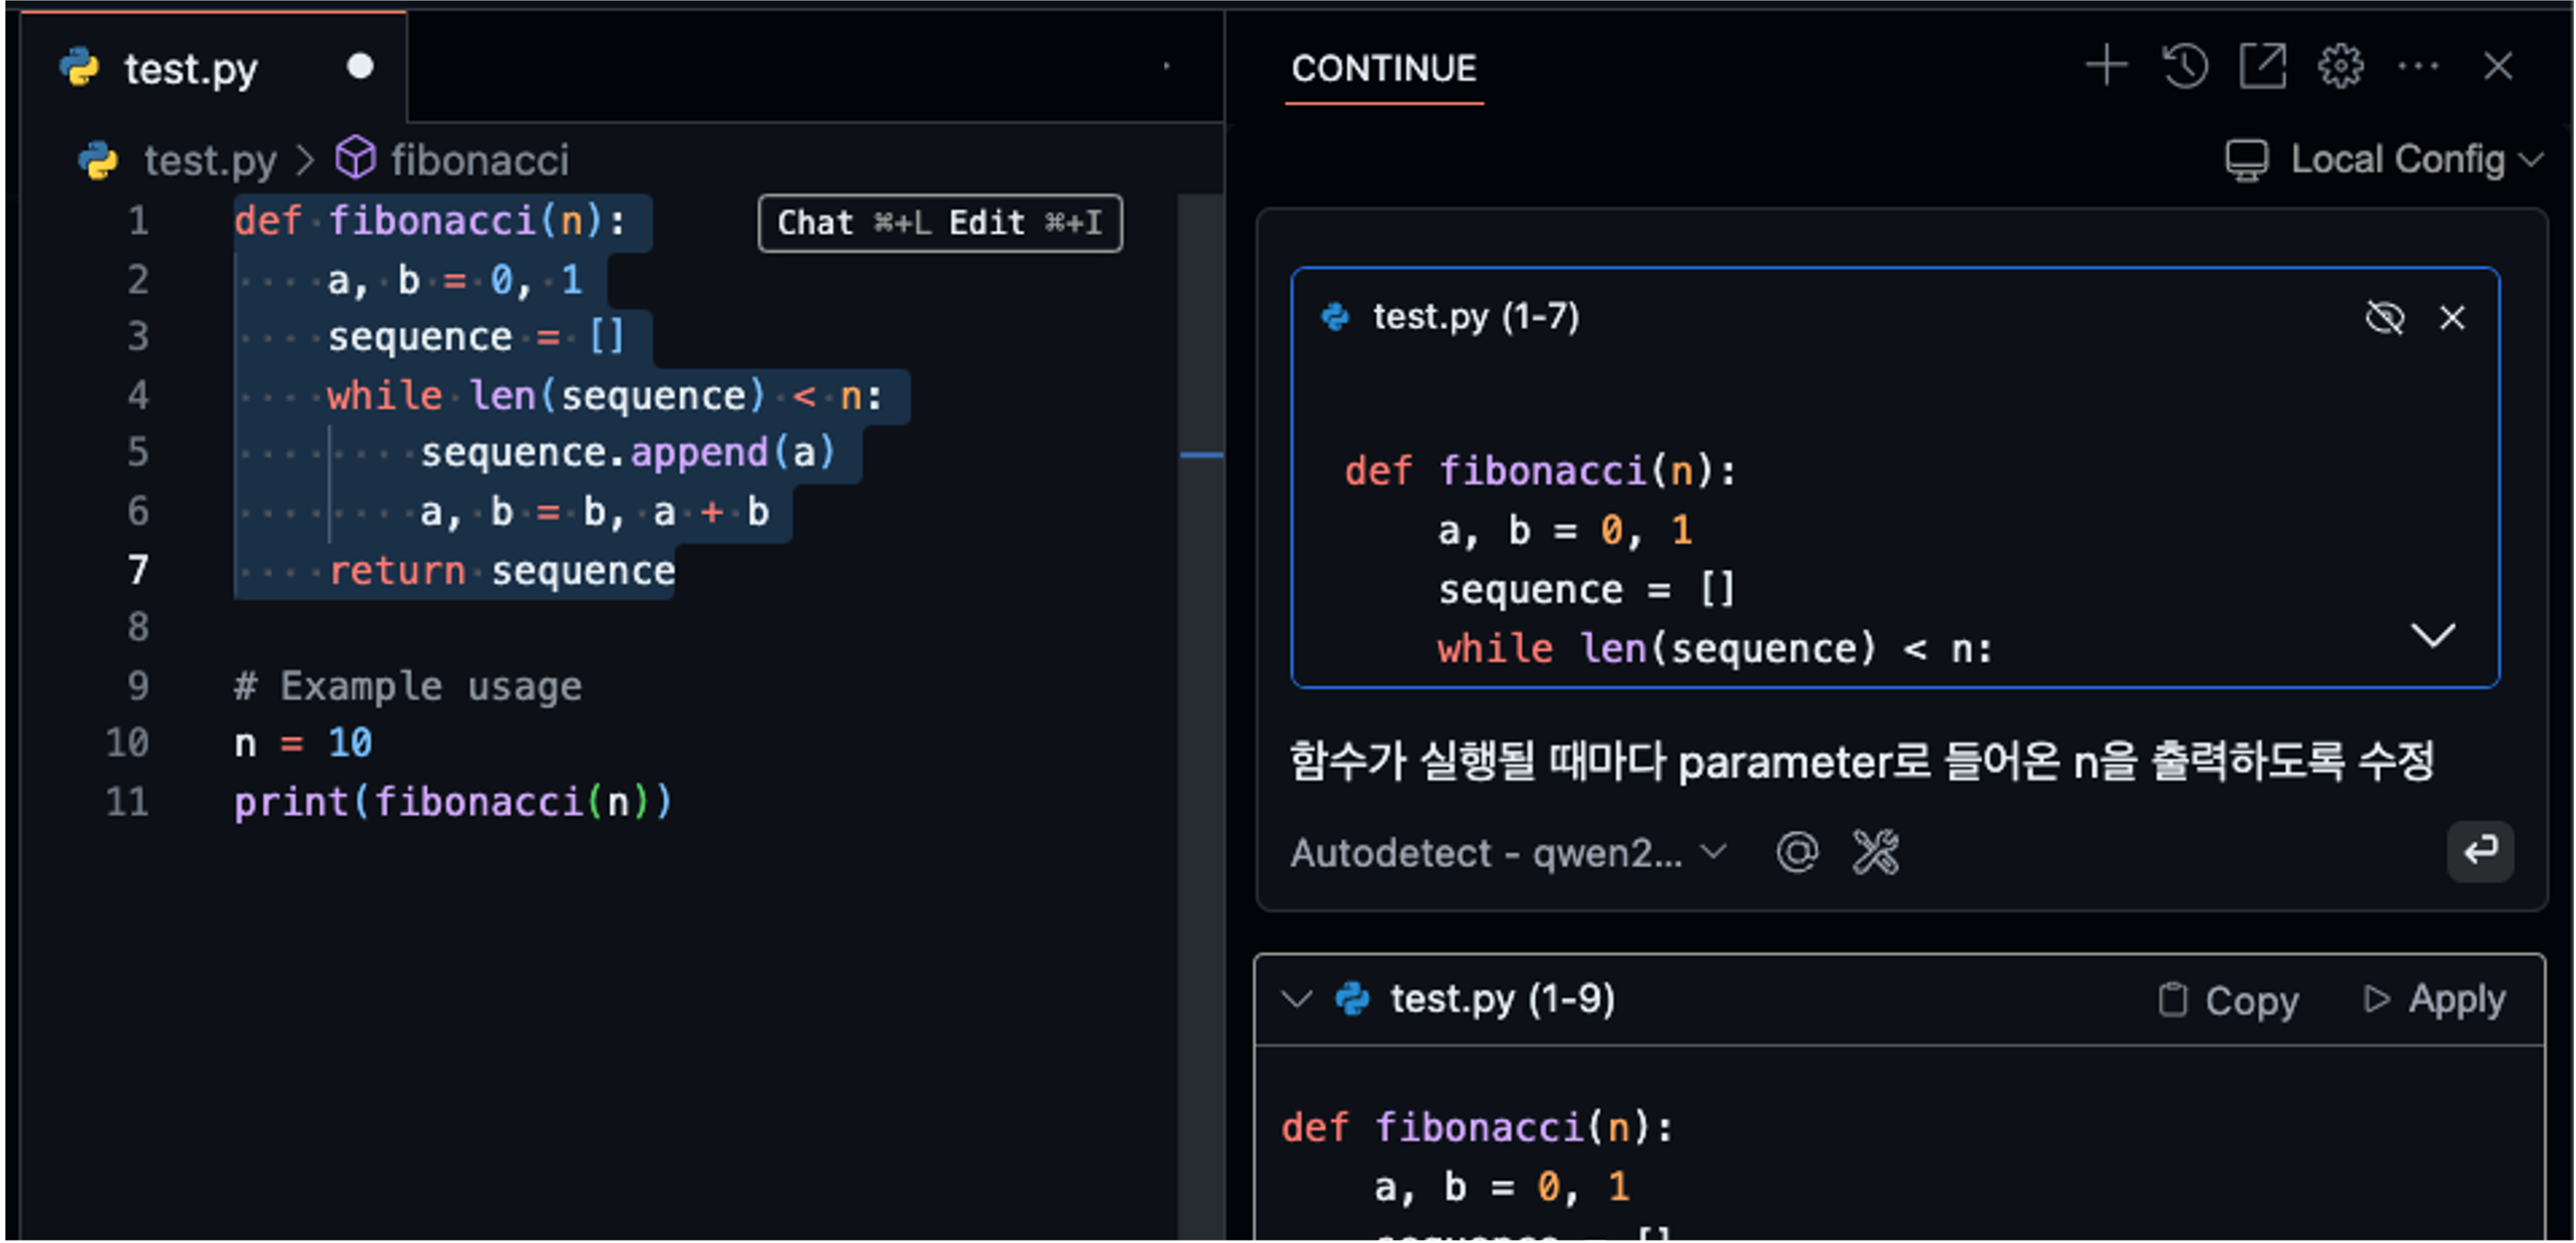 test.py
test.py > fibonacci
Chat ⌘+L Edit ⌘+I
1 def fibonacci(n):
2     a, b = 0, 1
3     sequence = []
4     while len(sequence) < n:
5         sequence.append(a)
6         a, b = b, a + b
7     return sequence
8
9 # Example usage
10 n = 10
11 print(fibonacci(n))
CONTINUE
Local Config
test.py (1-7)
def fibonacci(n):
    a, b = 0, 1
    sequence = []
    while len(sequence) < n:
함수가 실행될 때마다 parameter로 들어온 n을 출력하도록 수정
Autodetect - qwen2...
test.py (1-9)
Copy
Apply
def fibonacci(n):
    a, b = 0, 1